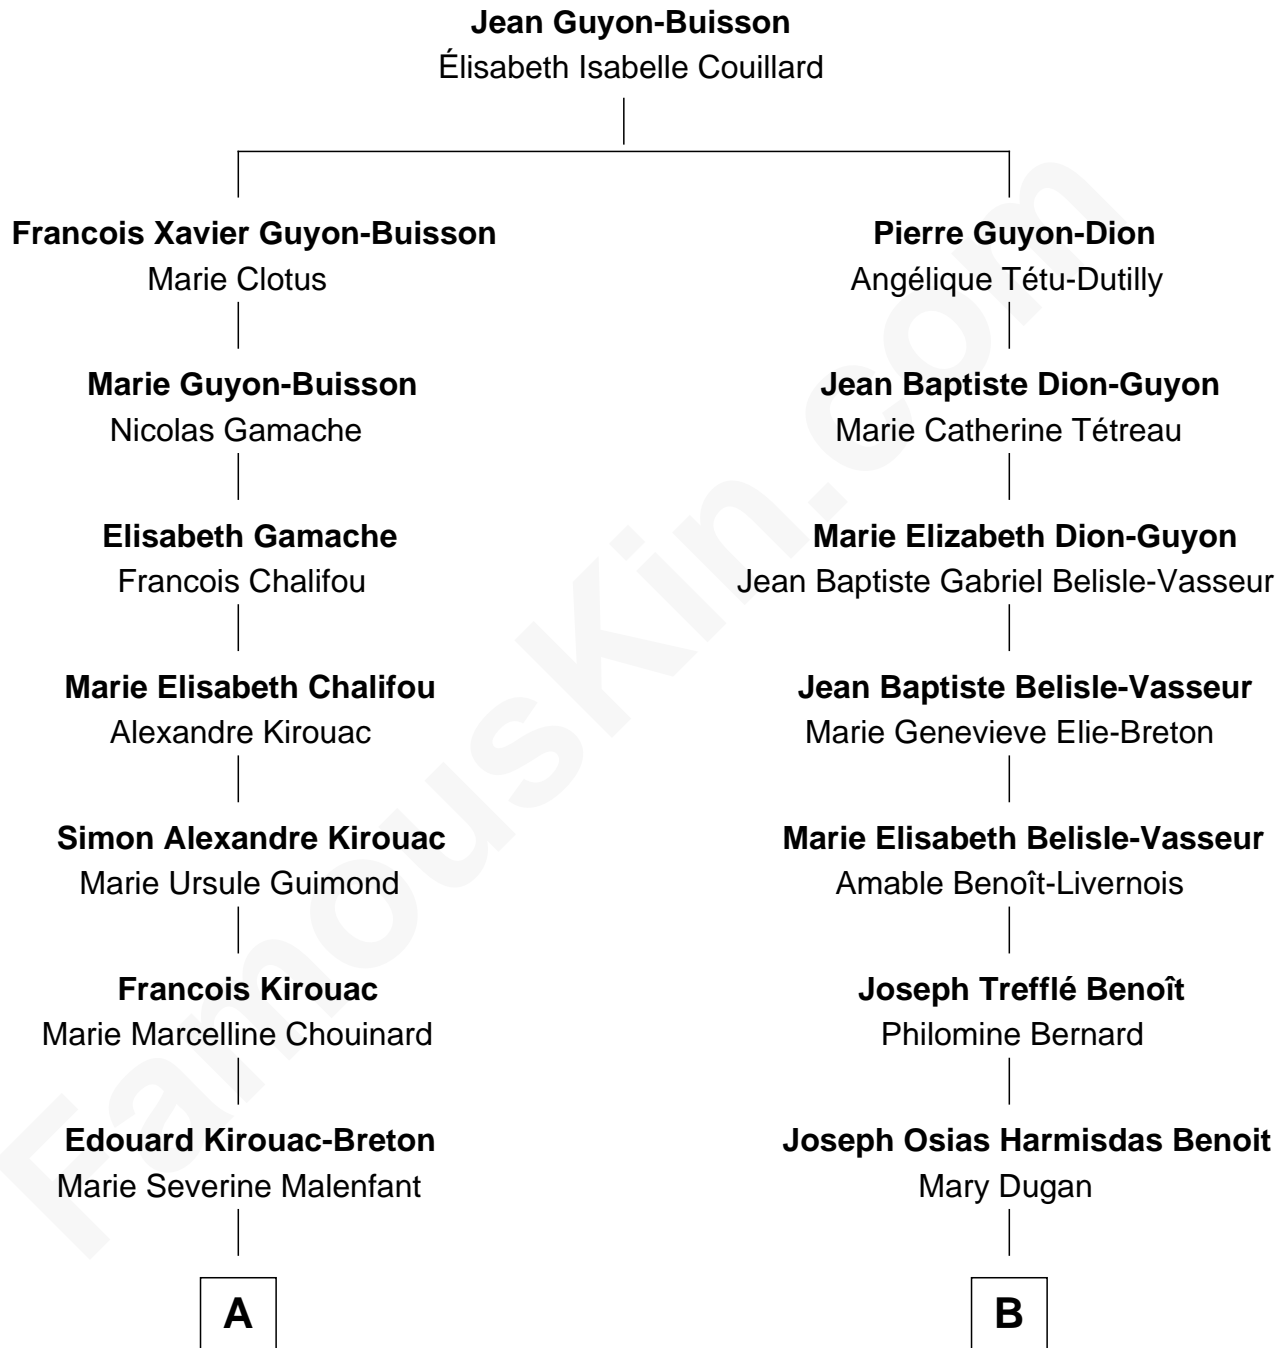 Jean Guyon-Buisson
Élisabeth Isabelle Couillard
Francois Xavier Guyon-Buisson
Marie Clotus
Pierre Guyon-Dion
Angélique Tétu-Dutilly
Marie Guyon-Buisson
Nicolas Gamache
Jean Baptiste Dion-Guyon
Marie Catherine Tétreau
Elisabeth Gamache
Francois Chalifou
Marie Elizabeth Dion-Guyon
Jean Baptiste Gabriel Belisle-Vasseur
Marie Elisabeth Chalifou
Alexandre Kirouac
Jean Baptiste Belisle-Vasseur
Marie Genevieve Elie-Breton
Simon Alexandre Kirouac
Marie Ursule Guimond
Marie Elisabeth Belisle-Vasseur
Amable Benoît-Livernois
Francois Kirouac
Marie Marcelline Chouinard
Joseph Trefflé Benoît
Philomine Bernard
Edouard Kirouac-Breton
Marie Severine Malenfant
Joseph Osias Harmisdas Benoit
Mary Dugan
A
B
FamousKin.com